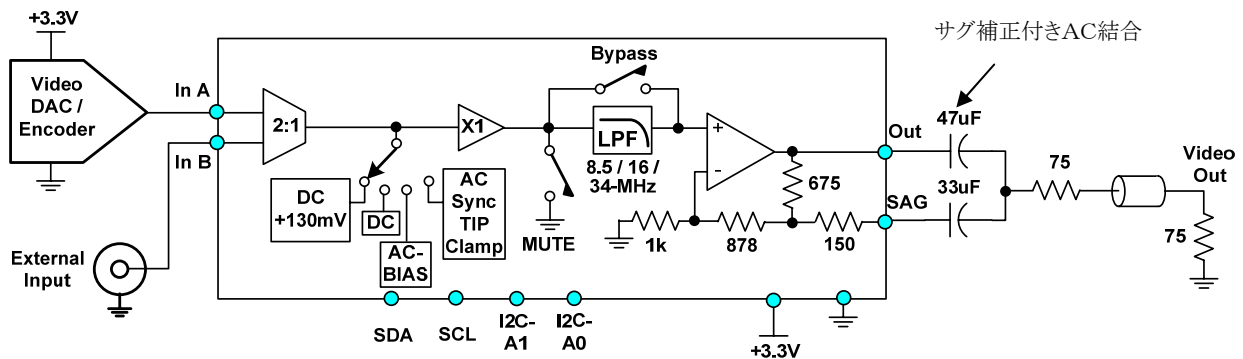 +3.3V
Video
DAC /
Encoder
In A
In B
External
Input
2:1
DC
+130mV
DC
AC-
BIAS
AC
Sync
TIP
Clamp
X1
MUTE
Bypass
LPF
8.5 / 16 /
34-MHz
+
-
1k
878
675
150
Out
SAG
サグ補正付きAC結合
47uF
33uF
75
Video
Out
75
SDA
SCL
I2C-
A1
I2C-
A0
+3.3V